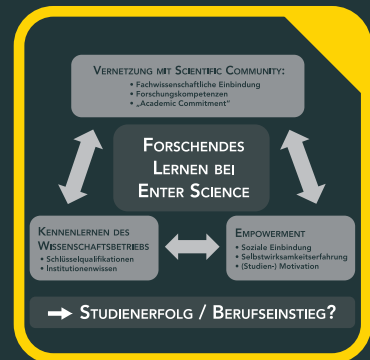 VERNETZUNG MIT SCIENTIFIC COMMUNITY:
• Fachwissenschaftliche Einbindung
• Forschungskompetenzen
• „Academic Commitment“
FORSCHENDES
LERNEN BEI
ENTER SCIENCE
KENNENLERNEN DES
WISSENSCHAFTSBETRIEBS
• Schlüsselqualifikationen
• Institutionenwissen
EMPOWERMENT
• Soziale Einbindung
• Selbstwirksamkeitserfahrung
• (Studien-) Motivation
→ STUDIENERFOLG / BERUFSEINSTIEG?